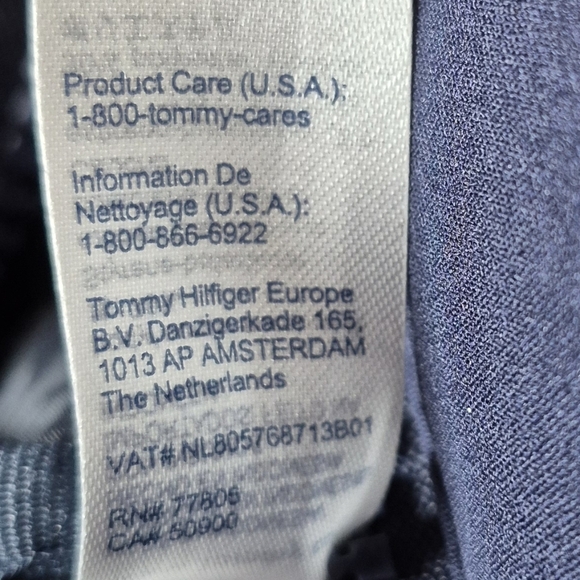 Product Care (U.S.A.):
1-800-tommy-cares
Information De
Nettoyage (U.S.A.):
1-800-866-6922
Tommy Hilfiger Europe
B.V. Danzigerkade 165,
1013 AP AMSTERDAM
The Netherlands
VAT# NL805768713B01
RN# 77806
CA# 50900